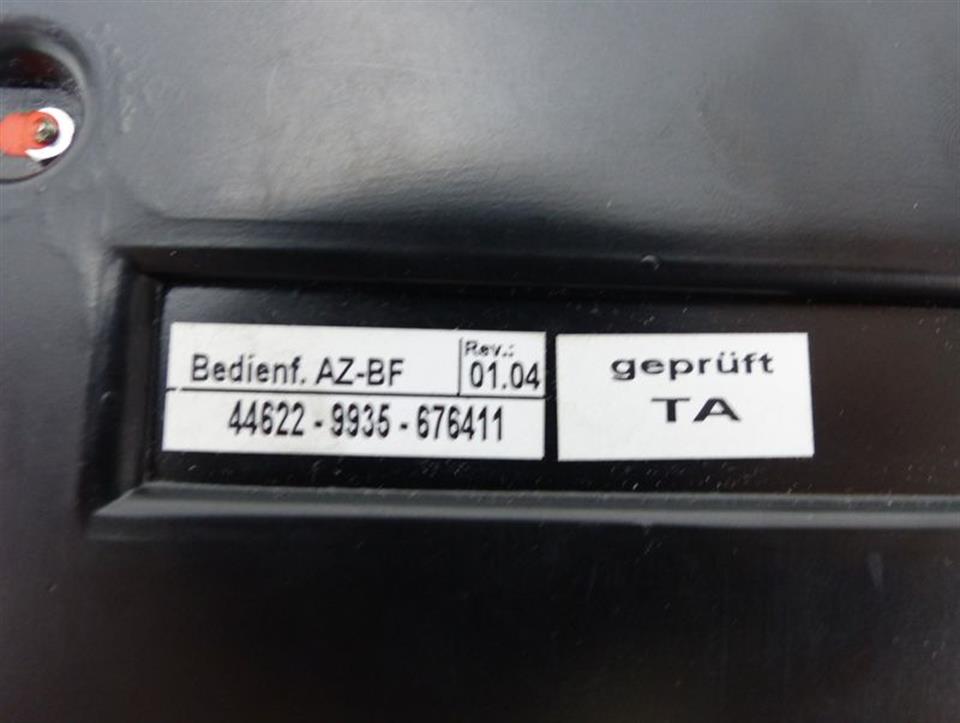 Bedienf. AZ-BF
Rev.:
01.04
44622 - 9935 - 676411
geprüft
TA